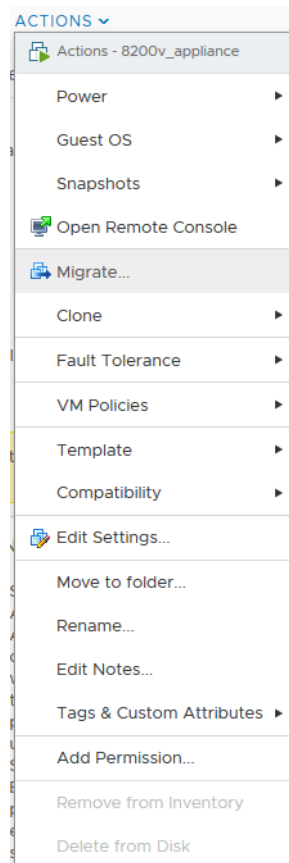 ACTIONS
Actions - 8200v_appliance
Power
Guest OS
Snapshots
Open Remote Console
Migrate...
Clone
Fault Tolerance
VM Policies
Template
Compatibility
Edit Settings...
Move to folder...
Rename...
Edit Notes...
Tags & Custom Attributes
Add Permission...
Remove from Inventory
Delete from Disk